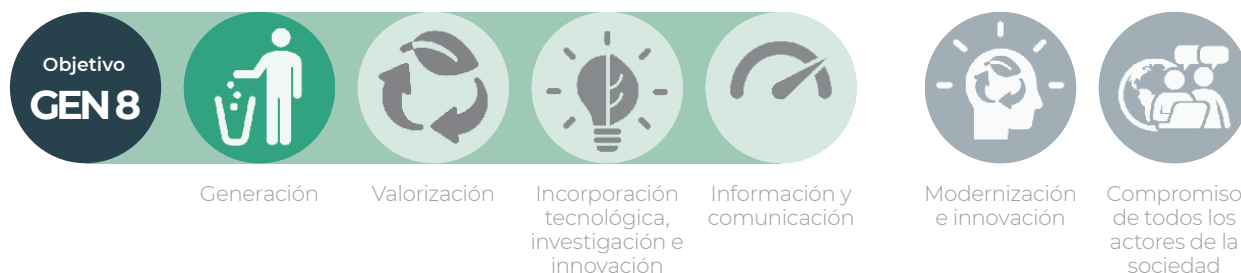 Objetivo
GEN 8
Generación
Valorización
Incorporación
tecnológica,
investigación e
innovación
Información y
comunicación
Modernización
e innovación
Compromiso
de todos los
actores de la
sociedad